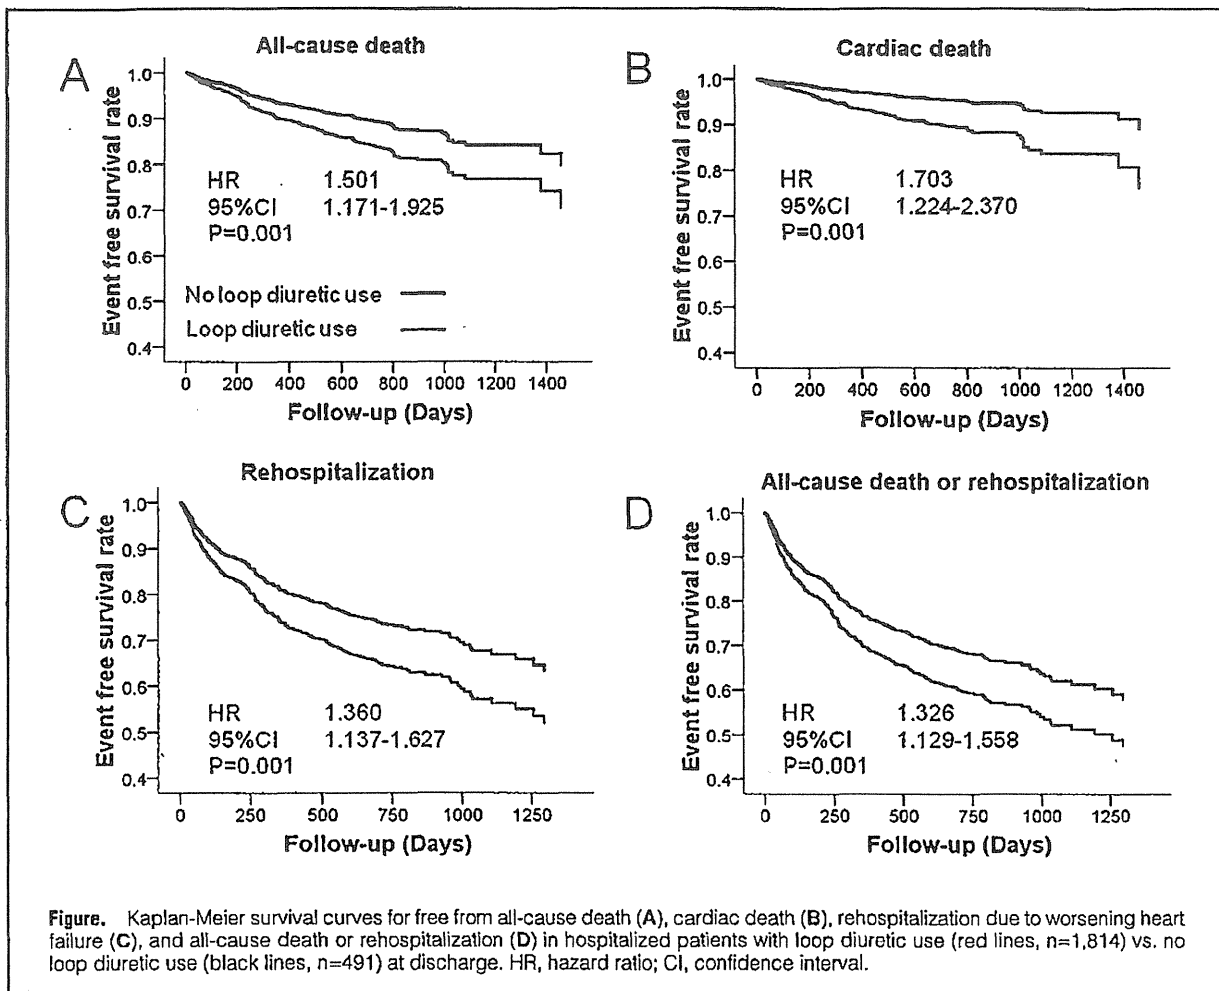 A
All-cause death
Event free survival rate
1.0
0.9
0.8
0.7
0.6
0.5
0.4
HR 1.501
95%CI 1.171-1.925
P=0.001
No loop diuretic use
Loop diuretic use
0 200 400 600 800 1000 1200 1400
Follow-up (Days)
B
Cardiac death
Event free survival rate
1.0
0.9
0.8
0.7
0.6
0.5
0.4
HR 1.703
95%CI 1.224-2.370
P=0.001
0 200 400 600 800 1000 1200 1400
Follow-up (Days)
C
Rehospitalization
Event free survival rate
1.0
0.9
0.8
0.7
0.6
0.5
0.4
HR 1.360
95%CI 1.137-1.627
P=0.001
0 250 500 750 1000 1250
Follow-up (Days)
D
All-cause death or rehospitalization
Event free survival rate
1.0
0.9
0.8
0.7
0.6
0.5
0.4
HR 1.326
95%CI 1.129-1.558
P=0.001
0 250 500 750 1000 1250
Follow-up (Days)
Figure. Kaplan-Meier survival curves for free from all-cause death (A), cardiac death (B), rehospitalization due to worsening heart
failure (C), and all-cause death or rehospitalization (D) in hospitalized patients with loop diuretic use (red lines, n=1,814) vs. no
loop diuretic use (black lines, n=491) at discharge. HR, hazard ratio; CI, confidence interval.